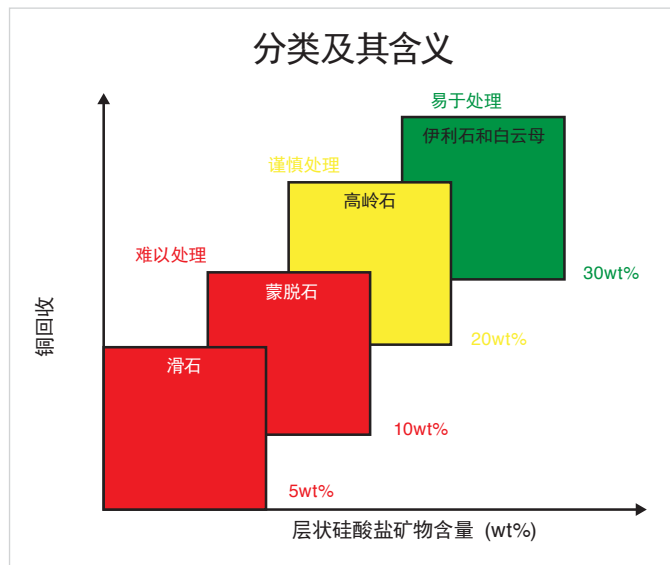 分类及其含义
易于处理
伊利石和白云母
谨慎处理
高岭石
难以处理
蒙脱石
30wt%
滑石
20wt%
10wt%
5wt%
铜回收
层状硅酸盐矿物含量 (wt%)